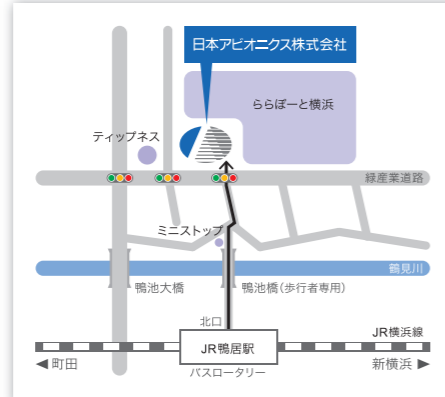 日本アビオニクス株式会社
ららぽーと横浜
ティップネス
緑産業道路
ミニストップ
鶴見川
鴨池大橋
鴨池橋(歩行者専用)
北口
JR横浜線
JR鴨居駅
◀ 町田
バスロータリー
新横浜 ▶